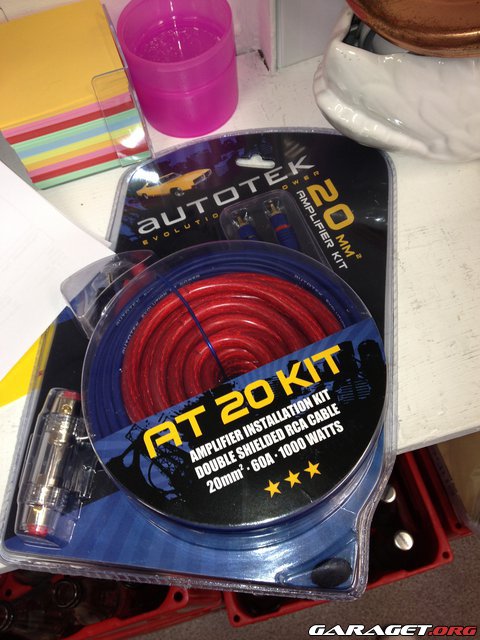 AUTOTEK
EVOLUTION POWER
20 MM²
AMPLIFIER KIT
AT 20 KIT
AMPLIFIER INSTALLATION KIT
DOUBLE SHIELDED RCA CABLE
20mm² · 60A · 1000 WATTS
GARAGET.ORG